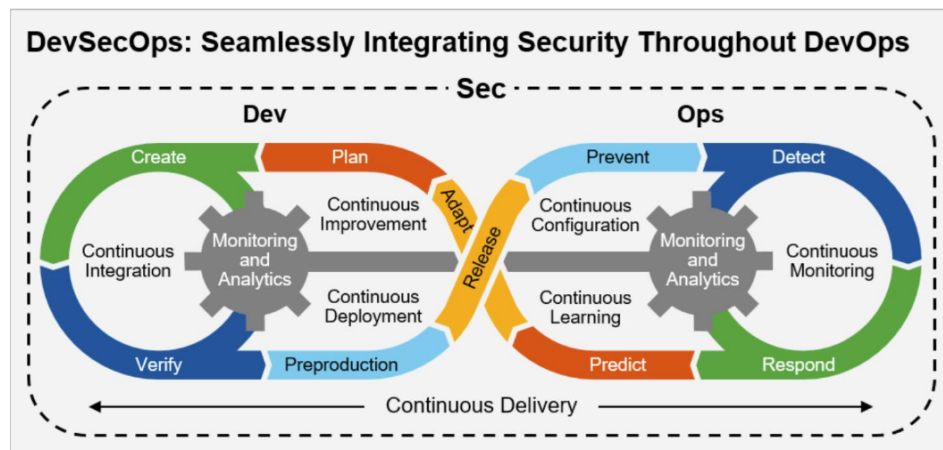 DevSecOps: Seamlessly Integrating Security Throughout DevOps
Sec
Dev
Ops
Create
Plan
Adapt
Release
Prevent
Detect
Continuous
Improvement
Continuous
Configuration
Continuous
Integration
Monitoring
and
Analytics
Monitoring
and
Analytics
Continuous
Monitoring
Continuous
Deployment
Continuous
Learning
Verify
Preproduction
Predict
Respond
Continuous Delivery